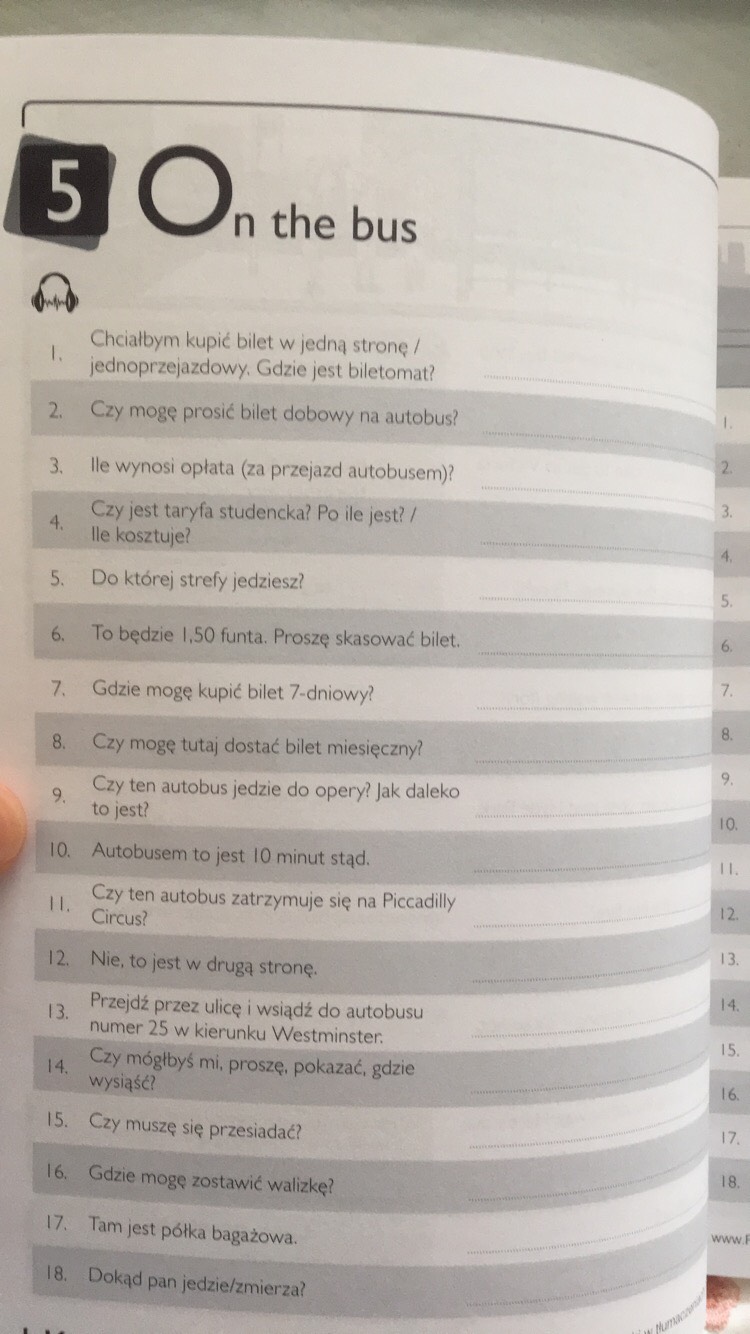 5 On the bus
1. Chciałbym kupić bilet w jedną stronę /
jednoprzejazdowy. Gdzie jest biletomat?
2. Czy mogę prosić bilet dobowy na autobus?
3. Ile wynosi opłata (za przejazd autobusem)?
4. Czy jest taryfa studencka? Po ile jest? /
Ile kosztuje?
5. Do której strefy jedziesz?
6. To będzie 1,50 funta. Proszę skasować bilet.
7. Gdzie mogę kupić bilet 7-dniowy?
8. Czy mogę tutaj dostać bilet miesięczny?
9. Czy ten autobus jedzie do opery? Jak daleko
to jest?
10. Autobusem to jest 10 minut stąd.
11. Czy ten autobus zatrzymuje się na Piccadilly
Circus?
12. Nie, to jest w drugą stronę.
13. Przejdź przez ulicę i wsiądź do autobusu
numer 25 w kierunku Westminster.
14. Czy mógłbyś mi, proszę, pokazać, gdzie
wysiąść?
15. Czy muszę się przesiadać?
16. Gdzie mogę zostawić walizkę?
17. Tam jest półka bagażowa.
18. Dokąd pan jedzie/zmierza?
1.
2.
3.
4.
5.
6.
7.
8.
9.
10.
11.
12.
13.
14.
15.
16.
17.
18.